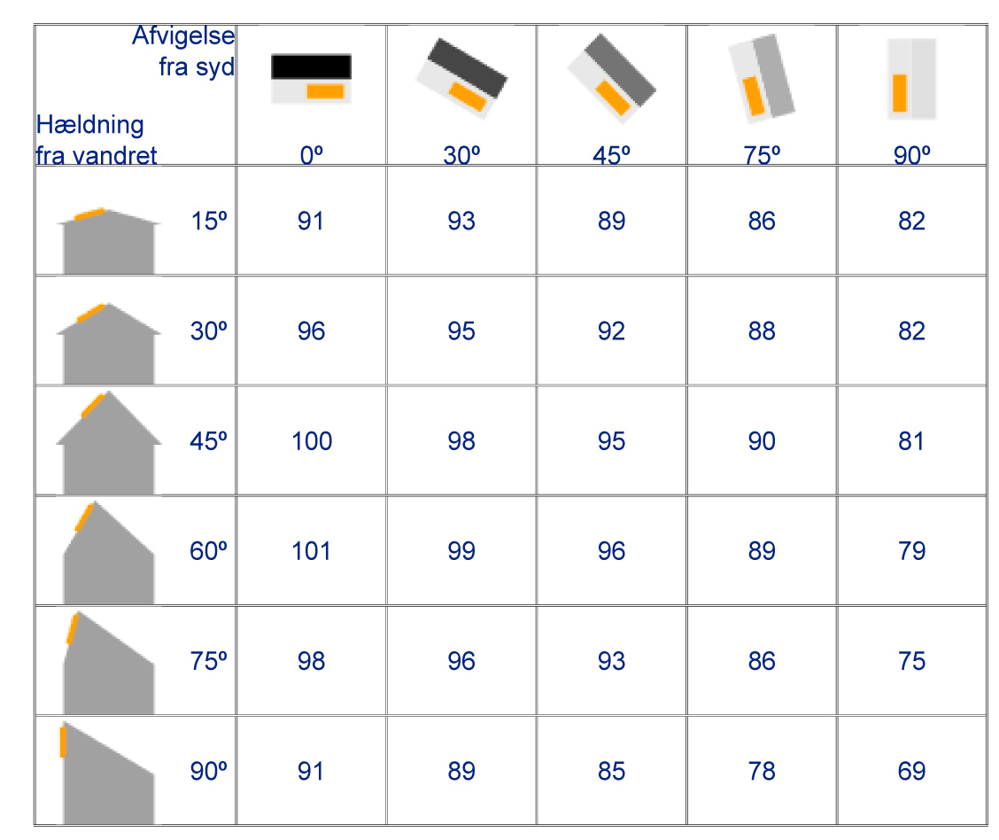 Afvigelse
fra syd
Hældning
fra vandret
0º 30º 45º 75º 90º
15º 91 93 89 86 82
30º 96 95 92 88 82
45º 100 98 95 90 81
60º 101 99 96 89 79
75º 98 96 93 86 75
90º 91 89 85 78 69